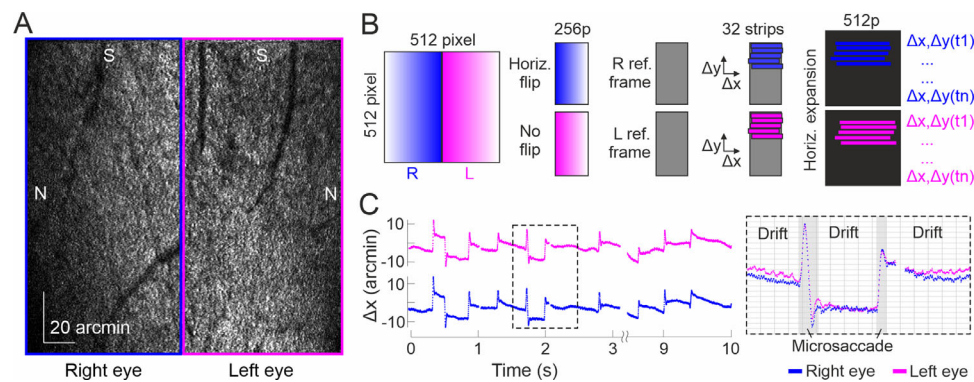 A
S
S
N
N
20 arcmin
Right eye
Left eye
B
512 pixel
512 pixel
R
L
256p
Horiz.
flip
No
flip
R ref.
frame
L ref.
frame
32 strips
Δy
Δx
Δy
Δx
Horiz. expansion
512p
Δx,Δy(t1)
...
...
Δx,Δy(tn)
Δx,Δy(t1)
...
...
Δx,Δy(tn)
C
Δx (arcmin)
10
-10
10
-10
0 1 2 3 9 10
Time (s)
Drift Drift Drift
Microsaccade
Right eye Left eye